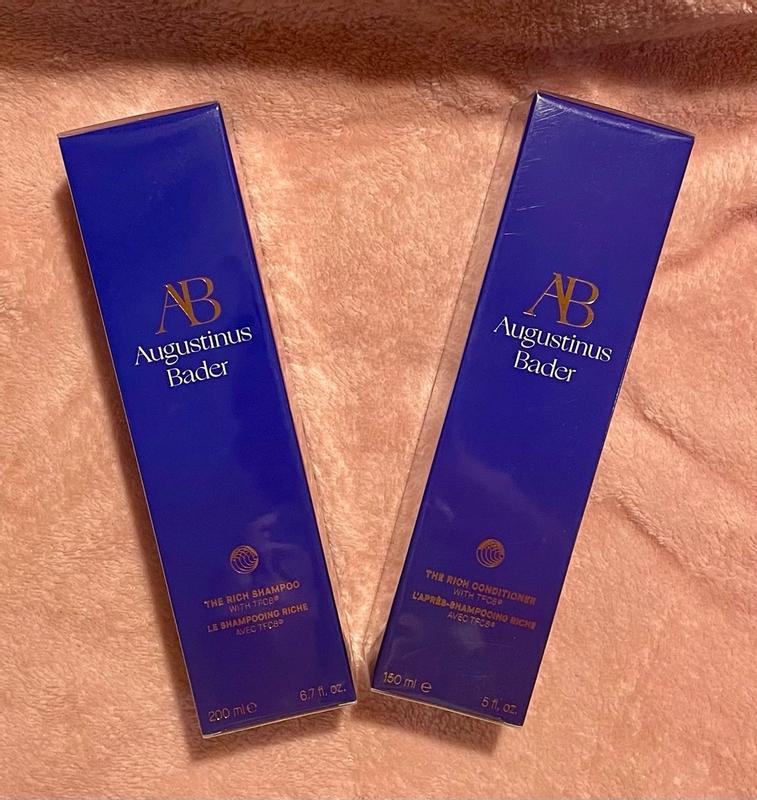 AB
Augustinus
Bader
THE RICH SHAMPOO
WITH TFC8®
LE SHAMPOOING RICHE
AVEC TFC8®
200 ml ℮
6.7 fl. oz.
AB
Augustinus
Bader
THE RICH CONDITIONER
WITH TFC8®
L'APRÈS-SHAMPOOING RICHE
AVEC TFC8®
150 ml ℮
5 fl. oz.